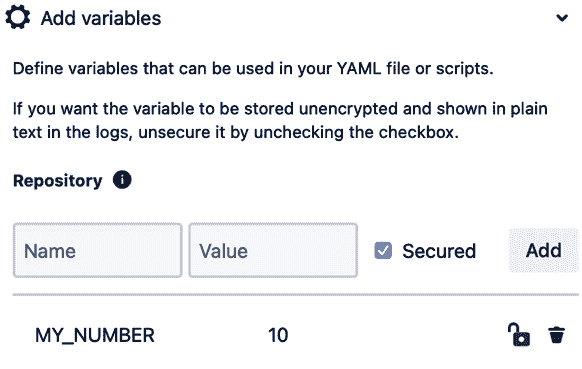 Add variables
Define variables that can be used in your YAML file or scripts.
If you want the variable to be stored unencrypted and shown in plain
text in the logs, unsecure it by unchecking the checkbox.
Repository
Name Value Secured Add
MY_NUMBER 10